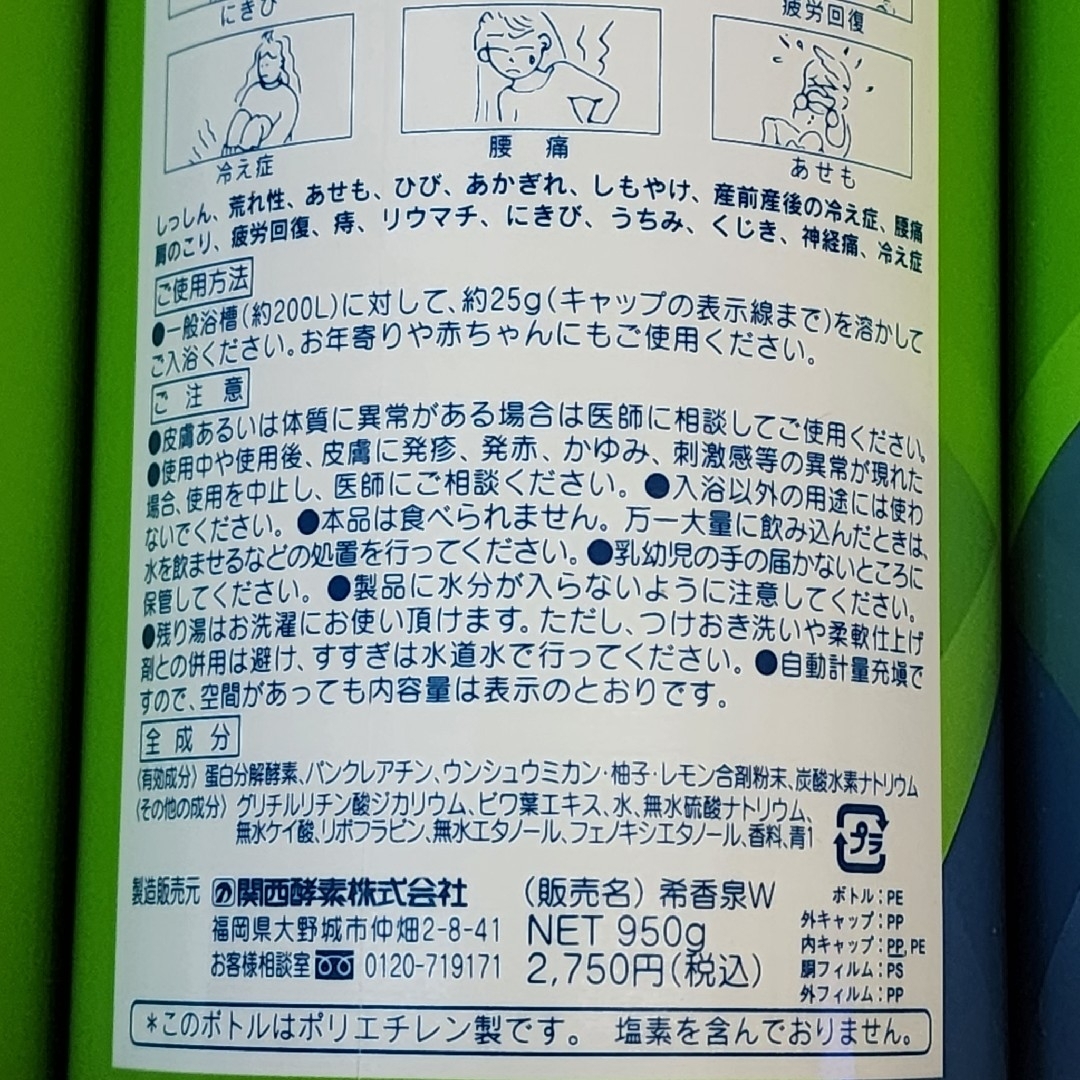 にきび
疲労回復
冷え症
腰痛
あせも
しっしん、荒れ性、あせも、ひび、あかぎれ、しもやけ、産前産後の冷え症、腰痛
肩のこり、疲労回復、痔、リウマチ、にきび、うちみ、くじき、神経痛、冷え症
ご使用方法
●一般浴槽(約200L)に対して、約25g(キャップの表示線まで)を溶かして
ご入浴ください。お年寄りや赤ちゃんにもご使用ください。
ご注意
●皮膚あるいは体質に異常がある場合は医師に相談してご使用ください。
●使用中や使用後、皮膚に発疹、発赤、かゆみ、刺激感等の異常が現れた
場合、使用を中止し、医師にご相談ください。●入浴以外の用途には使わ
ないでください。●本品は食べられません。万一大量に飲み込んだときは、
水を飲ませるなどの処置を行ってください。●乳幼児の手の届かないところに
保管してください。●製品に水分が入らないように注意してください。
●残り湯はお洗濯にお使い頂けます。ただし、つけおき洗いや柔軟仕上げ
剤との併用は避け、すすぎは水道水で行ってください。●自動計量充填で
すので、空間があっても内容量は表示のとおりです。
全成分
〈有効成分〉蛋白分解酵素、パンクレアチン、ウンシュウミカン・柚子・レモン合剤粉末、炭酸水素ナトリウム
〈その他の成分〉グリチルリチン酸ジカリウム、ビワ葉エキス、水、無水硫酸ナトリウム、
無水ケイ酸、リボフラビン、無水エタノール、フェノキシエタノール、香料、青1
プラ
製造販売元 関西酵素株式会社
福岡県大野城市仲畑2-8-41
お客様相談室 0120-719171
(販売名)希香泉W
NET 950g
2,750円(税込)
ボトル:PE
外キャップ:PP
内キャップ:PP,PE
胴フィルム:PS
外フィルム:PP
*このボトルはポリエチレン製です。 塩素を含んでおりません。